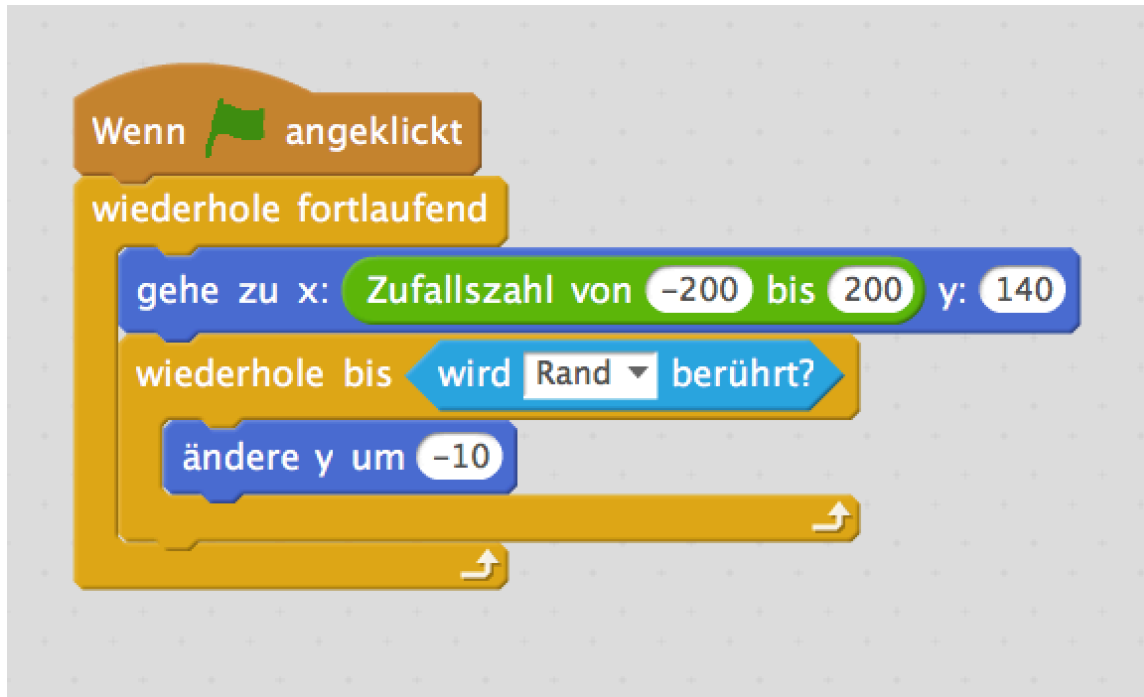 Wenn angeklickt
wiederhole fortlaufend
gehe zu x: Zufallszahl von -200 bis 200 y: 140
wiederhole bis wird Rand berührt?
ändere y um -10